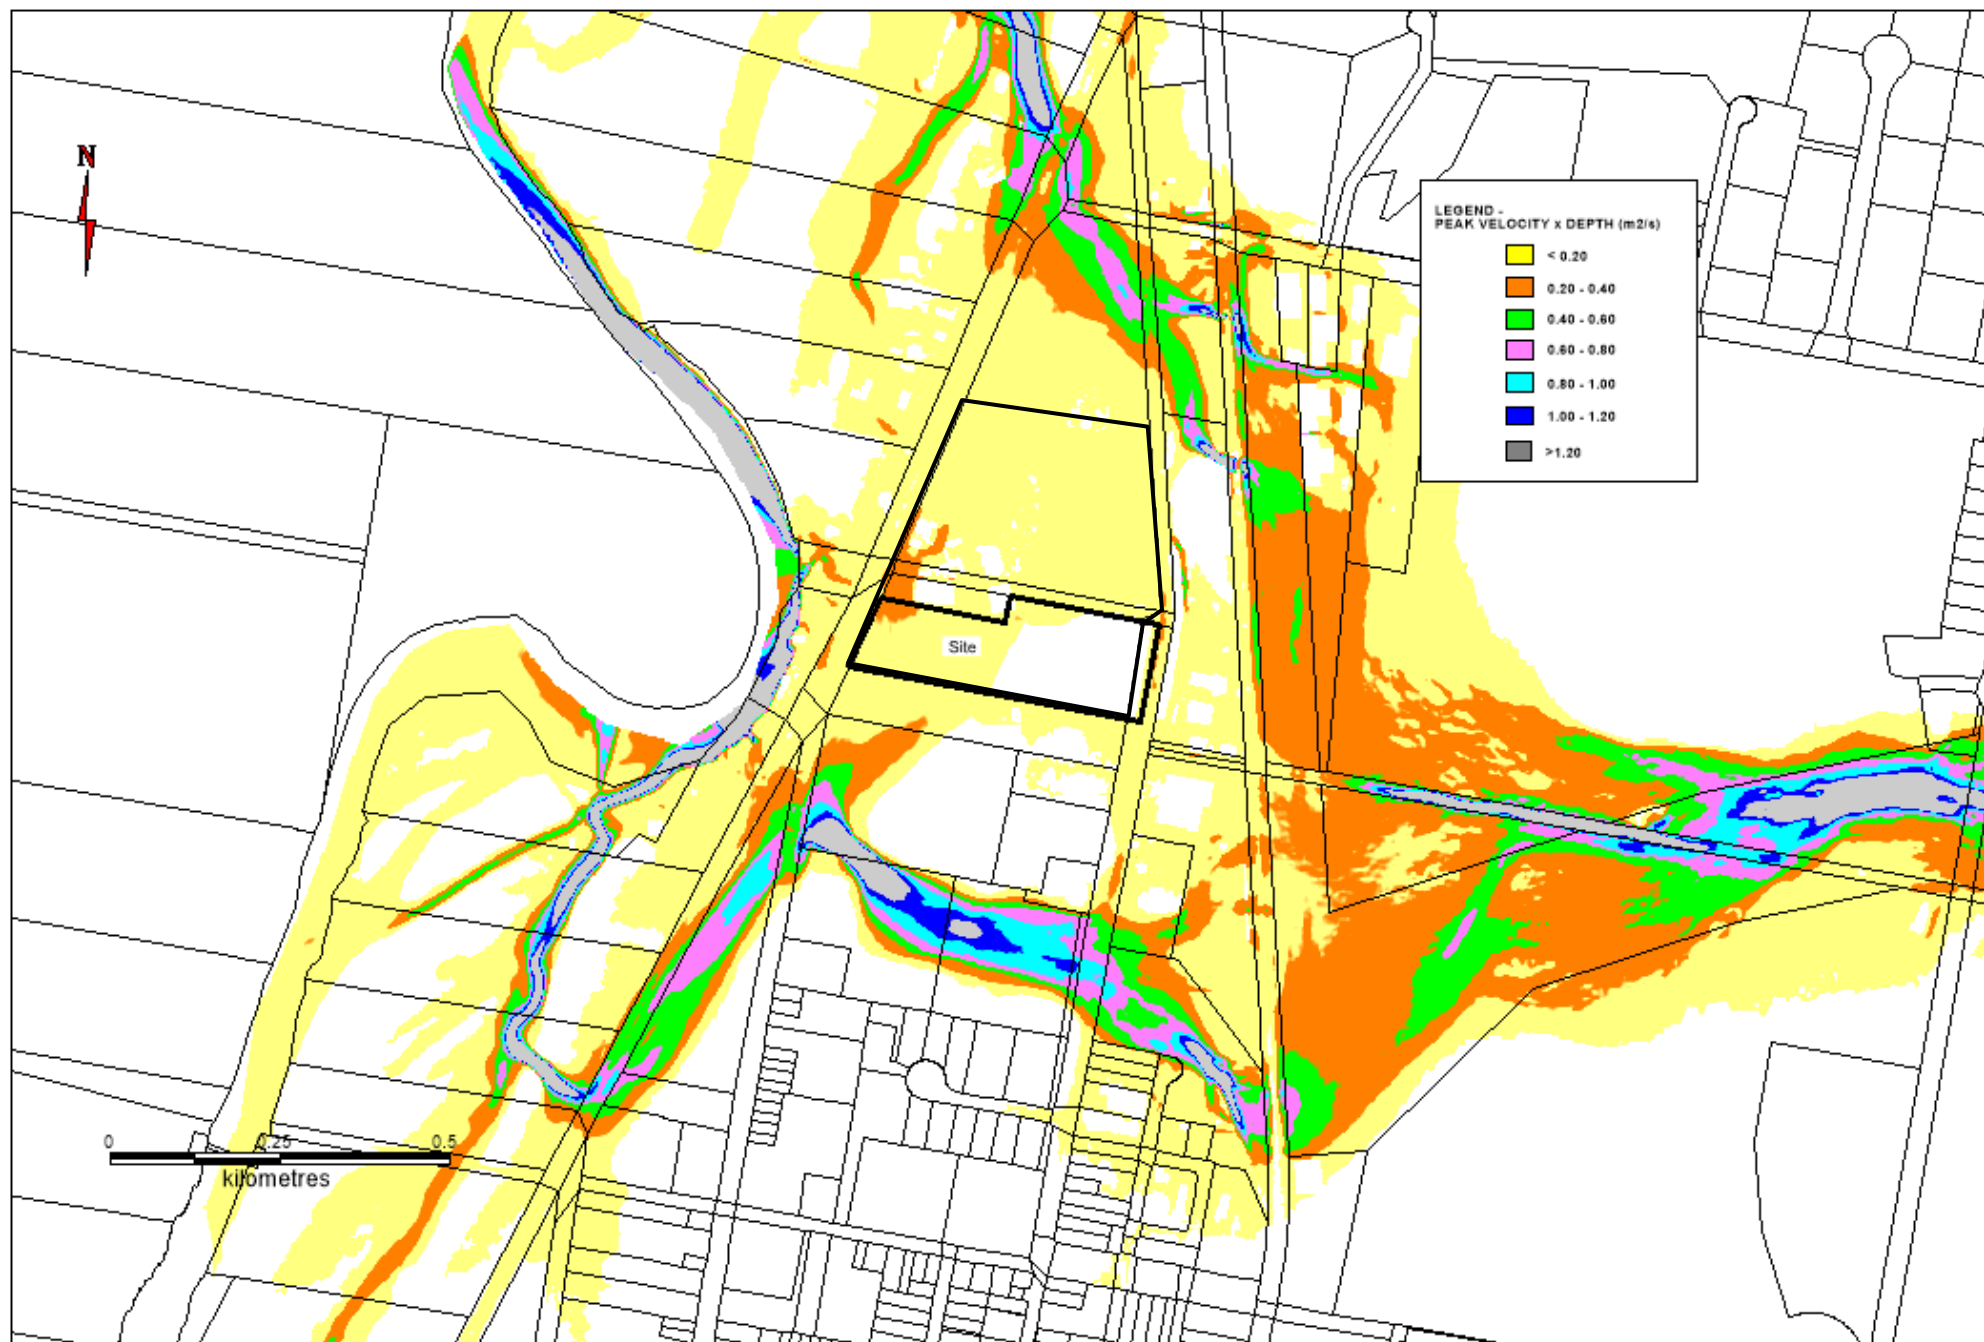 N
LEGEND -
PEAK VELOCITY x DEPTH (m2/s)
< 0.20
0.20 - 0.40
0.40 - 0.60
0.60 - 0.80
0.80 - 1.00
1.00 - 1.20
>1.20
Site
0 0.25 0.5
kilometres